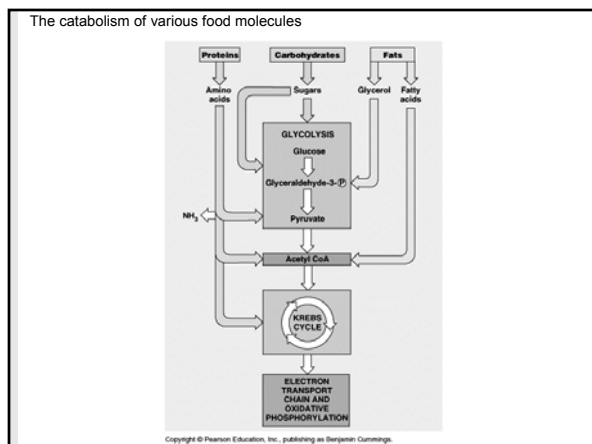 The catabolism of various food molecules
Proteins
Carbohydrates
Fats
Amino
acids
Sugars
Glycerol
Fatty
acids
GLYCOLYSIS
Glucose
Glyceraldehyde-3-Ⓟ
Pyruvate
NH₃
Acetyl CoA
KREBS
CYCLE
ELECTRON
TRANSPORT
CHAIN AND
OXIDATIVE
PHOSPHORYLATION
Copyright © Pearson Education, Inc., publishing as Benjamin Cummings.